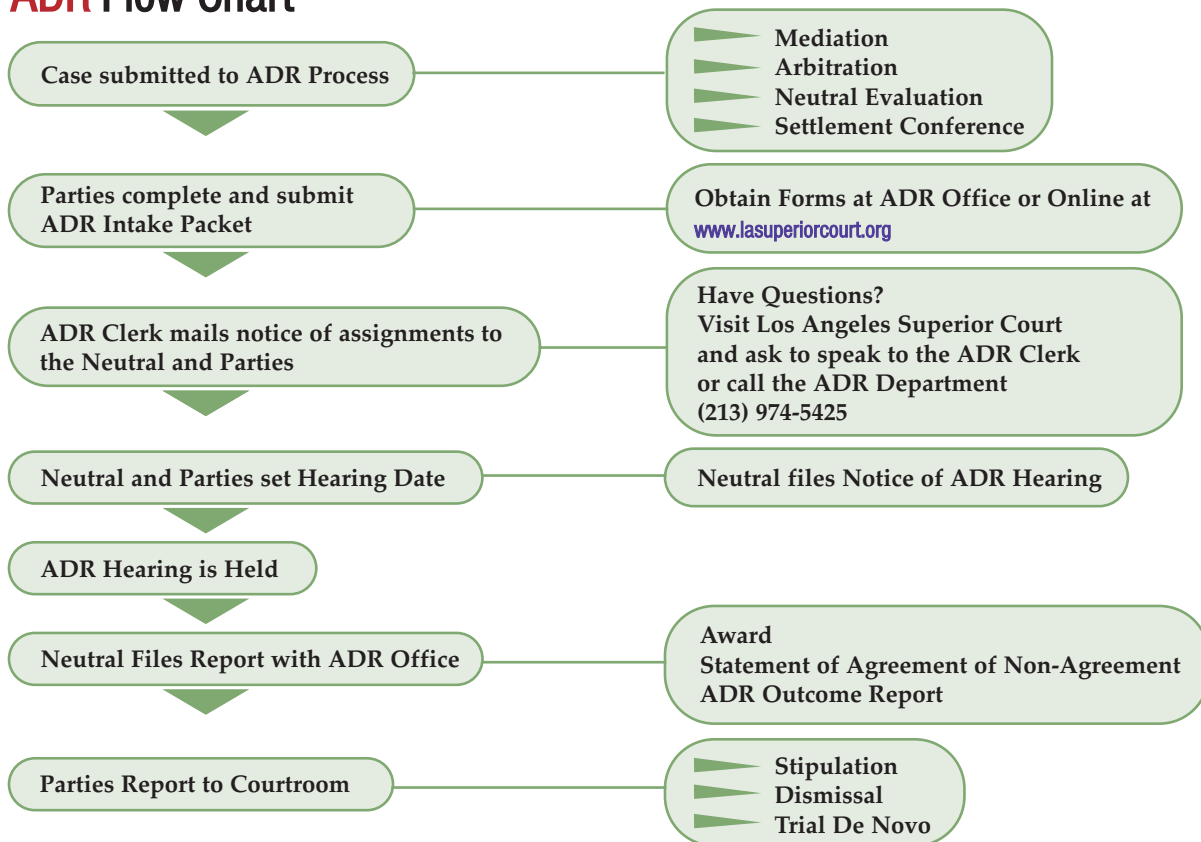 ADR Flow Chart
Case submitted to ADR Process
Mediation
Arbitration
Neutral Evaluation
Settlement Conference
Parties complete and submit
ADR Intake Packet
Obtain Forms at ADR Office or Online at
www.lasuperiorcourt.org
ADR Clerk mails notice of assignments to
the Neutral and Parties
Have Questions?
Visit Los Angeles Superior Court
and ask to speak to the ADR Clerk
or call the ADR Department
(213) 974-5425
Neutral and Parties set Hearing Date
Neutral files Notice of ADR Hearing
ADR Hearing is Held
Neutral Files Report with ADR Office
Award
Statement of Agreement of Non-Agreement
ADR Outcome Report
Parties Report to Courtroom
Stipulation
Dismissal
Trial De Novo